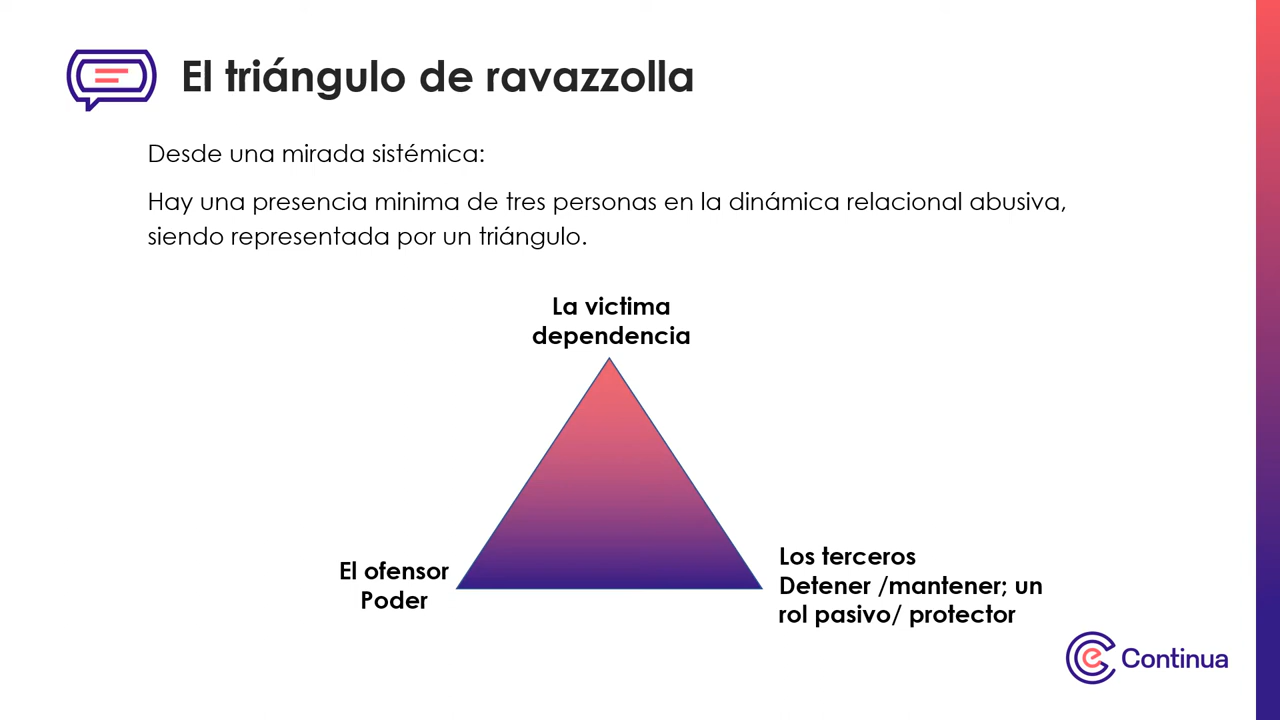 El triángulo de ravazzolla
Desde una mirada sistémica:
Hay una presencia minima de tres personas en la dinámica relacional abusiva,
siendo representada por un triángulo.
La victima
dependencia
El ofensor
Poder
Los terceros
Detener /mantener; un
rol pasivo/ protector
e Continua